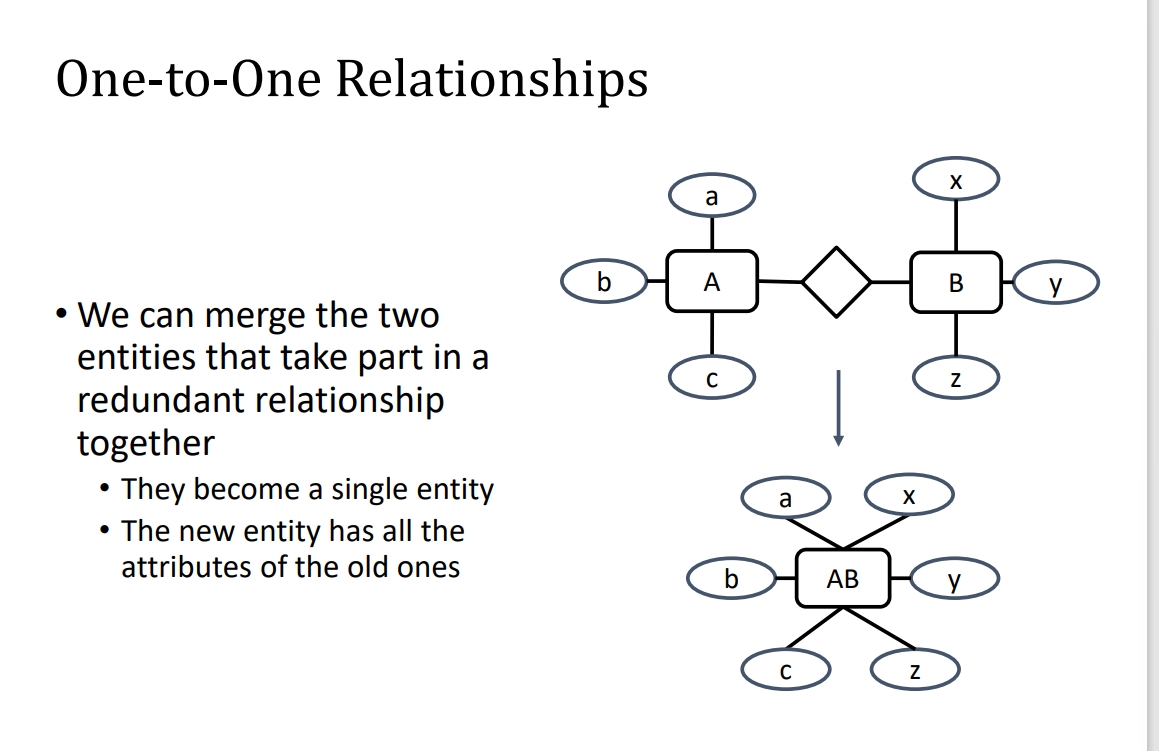 One-to-One Relationships
• We can merge the two
entities that take part in a
redundant relationship
together
• They become a single entity
• The new entity has all the
attributes of the old ones
x
a
b
A
B
y
c
z
a
x
b
AB
y
c
z